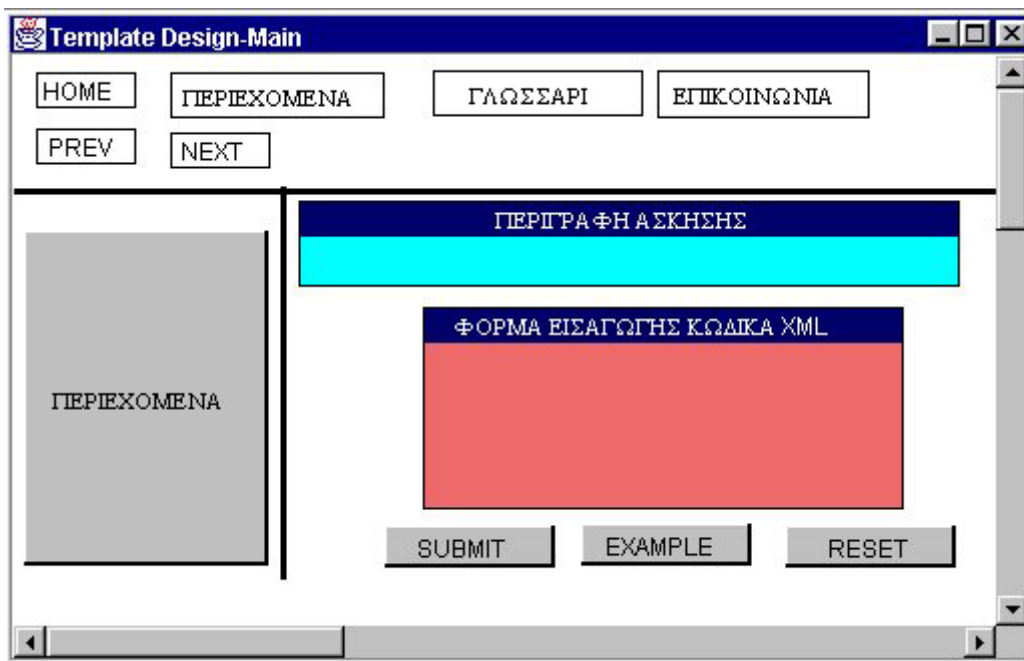 Template Design-Main
HOME ΠΕΡΙΕΧΟΜΕΝΑ ΓΛΩΣΣΑΡΙ ΕΠΙΚΟΙΝΩΝΙΑ
PREV NEXT
ΠΕΡΙΓΡΑΦΗ ΑΣΚΗΣΗΣ
ΦΟΡΜΑ ΕΙΣΑΓΩΓΗΣ ΚΩΔΙΚΑ XML
ΠΕΡΙΕΧΟΜΕΝΑ
SUBMIT EXAMPLE RESET